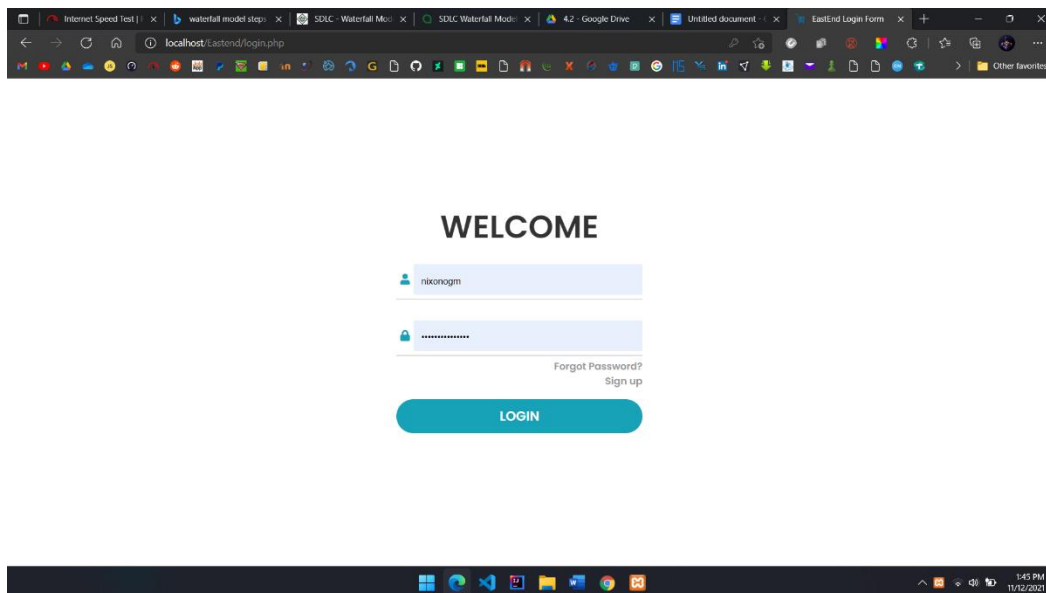 Internet Speed Test |
waterfall model steps
SDLC - Waterfall Mod
SDLC Waterfall Model
4.2 - Google Drive
Untitled document -
EastEnd Login Form
localhost/Eastend/login.php
Other favorites
WELCOME
nixonogm
Forgot Password?
Sign up
LOGIN
1:45 PM
11/12/2021